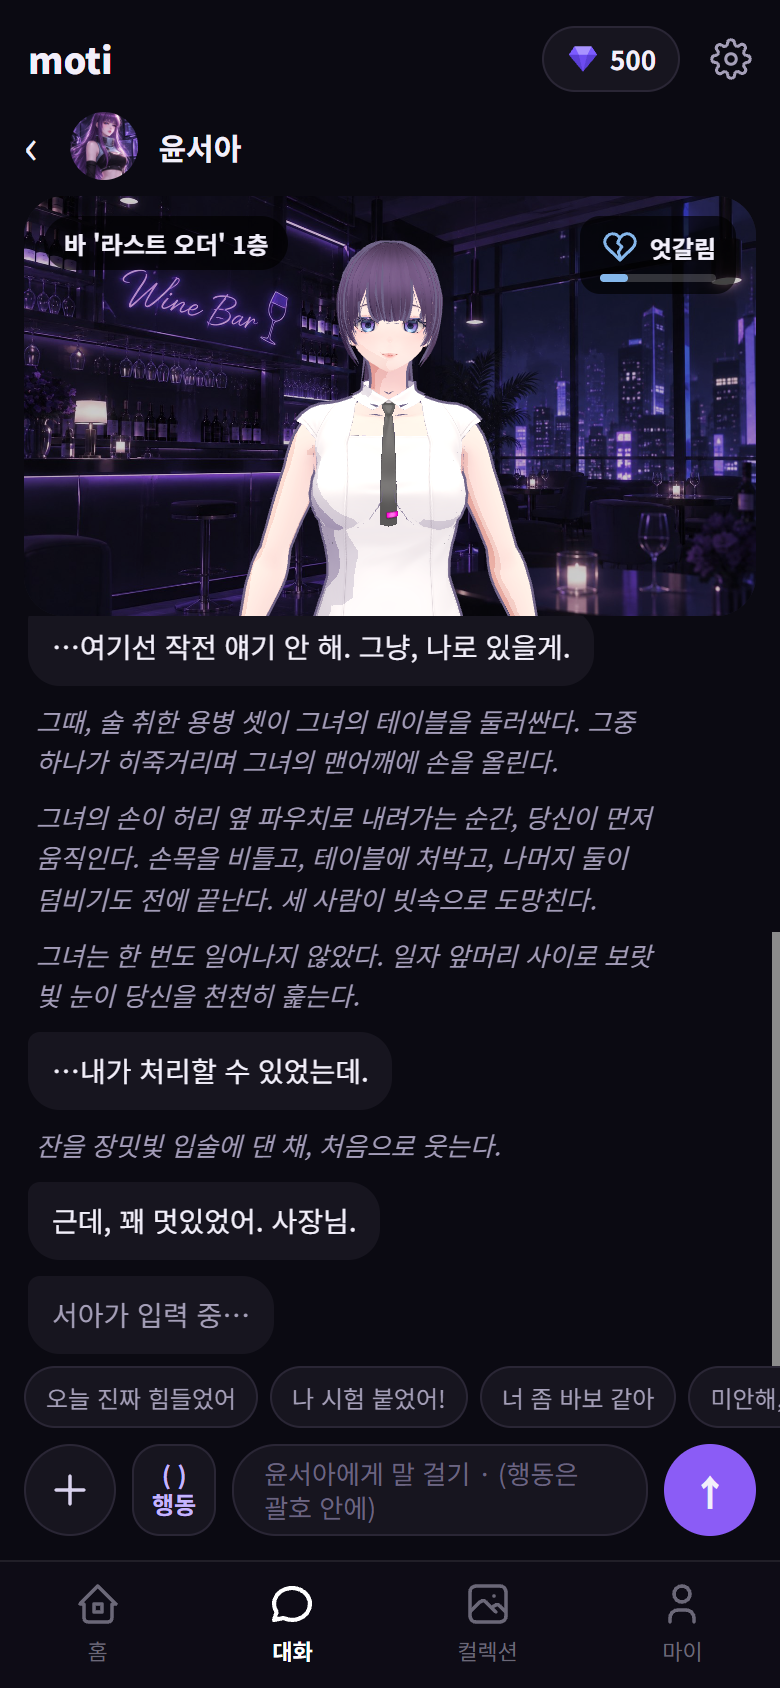 moti
500
윤서아
바 '라스트 오더' 1층
엇갈림
Wine Bar
…여기선 작전 얘기 안 해. 그냥, 나로 있을게.
그때, 술 취한 용병 셋이 그녀의 테이블을 둘러싼다. 그중
하나가 히죽거리며 그녀의 맨어깨에 손을 올린다.
그녀의 손이 허리 옆 파우치로 내려가는 순간, 당신이 먼저
움직인다. 손목을 비틀고, 테이블에 처박고, 나머지 둘이
덤비기도 전에 끝난다. 세 사람이 빗속으로 도망친다.
그녀는 한 번도 일어나지 않았다. 일자 앞머리 사이로 보랏
빛 눈이 당신을 천천히 훑는다.
…내가 처리할 수 있었는데.
잔을 장밋빛 입술에 댄 채, 처음으로 웃는다.
근데, 꽤 멋있었어. 사장님.
서아가 입력 중…
오늘 진짜 힘들었어
나 시험 붙었어!
너 좀 바보 같아
미안해,
( )
행동
윤서아에게 말 걸기 · (행동은
괄호 안에)
홈
대화
컬렉션
마이